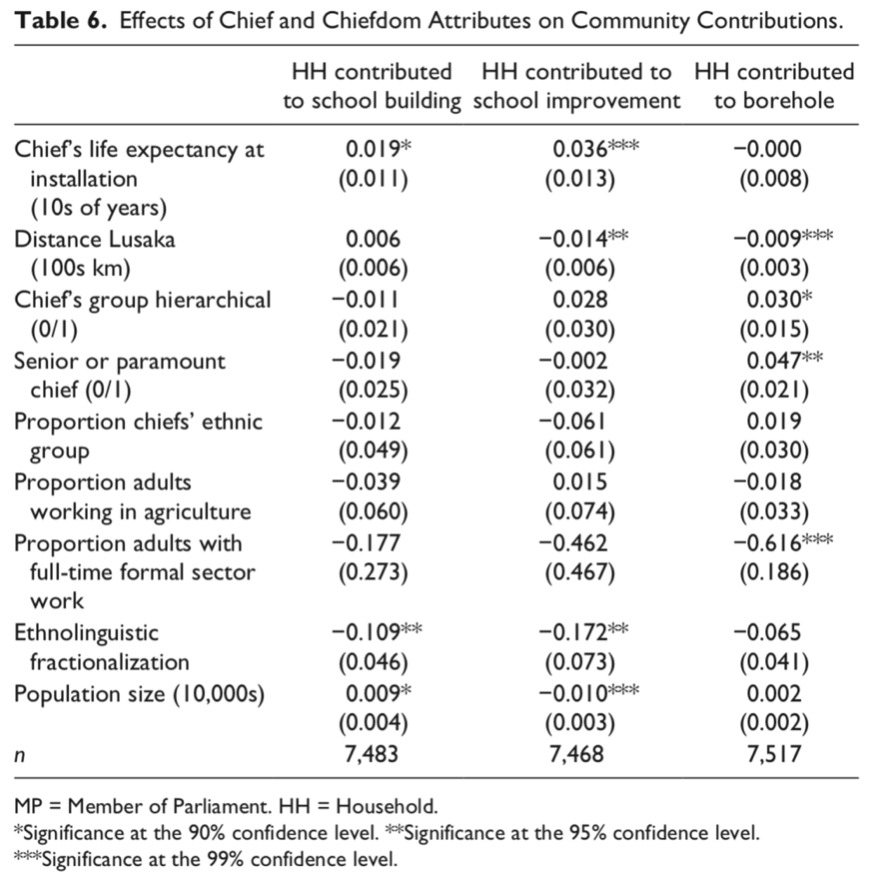 Table 6. Effects of Chief and Chiefdom Attributes on Community Contributions.
HH contributed HH contributed to HH contributed
to school building school improvement to borehole
Chief's life expectancy at 0.019* 0.036*** −0.000
installation (0.011) (0.013) (0.008)
(10s of years)
Distance Lusaka 0.006 −0.014** −0.009***
(100s km) (0.006) (0.006) (0.003)
Chief's group hierarchical −0.011 0.028 0.030*
(0/1) (0.021) (0.030) (0.015)
Senior or paramount −0.019 −0.002 0.047**
chief (0/1) (0.025) (0.032) (0.021)
Proportion chiefs' ethnic −0.012 −0.061 0.019
group (0.049) (0.061) (0.030)
Proportion adults −0.039 0.015 −0.018
working in agriculture (0.060) (0.074) (0.033)
Proportion adults with −0.177 −0.462 −0.616***
full-time formal sector (0.273) (0.467) (0.186)
work
Ethnolinguistic −0.109** −0.172** −0.065
fractionalization (0.046) (0.073) (0.041)
Population size (10,000s) 0.009* −0.010*** 0.002
(0.004) (0.003) (0.002)
n 7,483 7,468 7,517
MP = Member of Parliament. HH = Household.
*Significance at the 90% confidence level. **Significance at the 95% confidence level.
***Significance at the 99% confidence level.